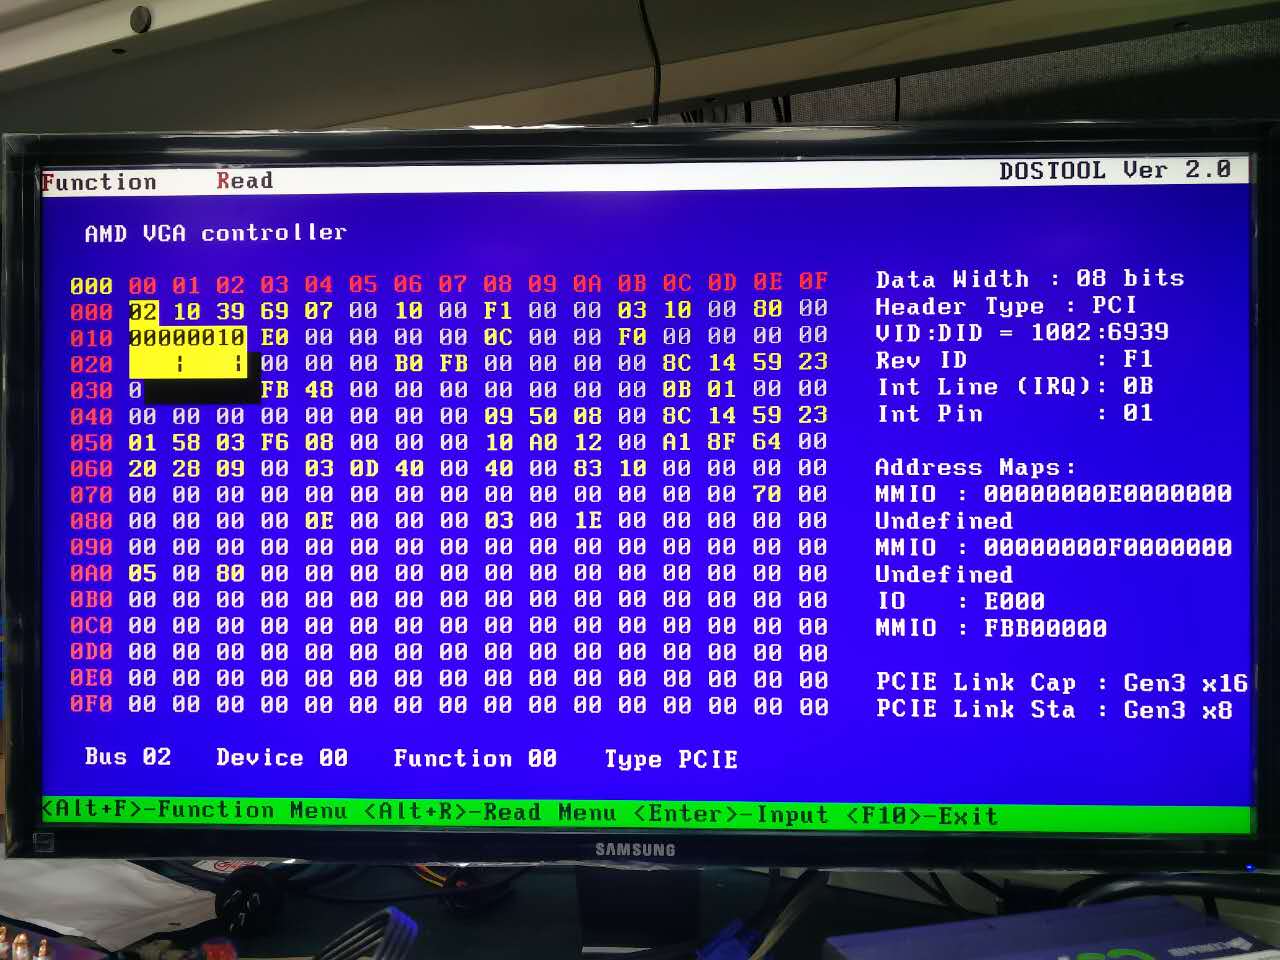 Function Read DOSTOOL Ver 2.0
AMD VGA controller
000 00 01 02 03 04 05 06 07 08 09 0A 0B 0C 0D 0E 0F Data Width : 08 bits
000 02 10 39 69 07 00 10 00 F1 00 00 03 10 00 80 00 Header Type : PCI
010 00000010 E0 00 00 00 00 0C 00 00 F0 00 00 00 00 VID:DID = 1002:6939
020 ¦ ¦ 00 00 00 B0 FB 00 00 00 00 8C 14 59 23 Rev ID : F1
030 0 FB 48 00 00 00 00 00 00 00 0B 01 00 00 Int Line (IRQ): 0B
040 00 00 00 00 00 00 00 00 09 50 08 00 8C 14 59 23 Int Pin : 01
050 01 58 03 F6 08 00 00 00 10 A0 12 00 A1 8F 64 00
060 20 28 09 00 03 0D 40 00 40 00 83 10 00 00 00 00 Address Maps:
070 00 00 00 00 00 00 00 00 00 00 00 00 00 00 70 00 MMIO : 00000000E0000000
080 00 00 00 00 0E 00 00 00 03 00 1E 00 00 00 00 00 Undefined
090 00 00 00 00 00 00 00 00 00 00 00 00 00 00 00 00 MMIO : 00000000F0000000
0A0 05 00 80 00 00 00 00 00 00 00 00 00 00 00 00 00 Undefined
0B0 00 00 00 00 00 00 00 00 00 00 00 00 00 00 00 00 IO : E000
0C0 00 00 00 00 00 00 00 00 00 00 00 00 00 00 00 00 MMIO : FBB00000
0D0 00 00 00 00 00 00 00 00 00 00 00 00 00 00 00 00
0E0 00 00 00 00 00 00 00 00 00 00 00 00 00 00 00 00 PCIE Link Cap : Gen3 x16
0F0 00 00 00 00 00 00 00 00 00 00 00 00 00 00 00 00 PCIE Link Sta : Gen3 x8
Bus 02 Device 00 Function 00 Type PCIE
<Alt+F>-Function Menu <Alt+R>-Read Menu <Enter>-Input <F10>-Exit
SAMSUNG